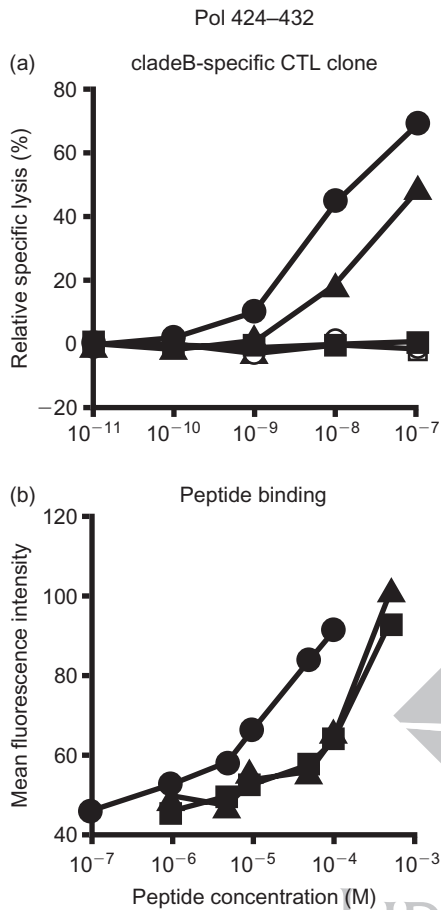 Pol 424–432
(a) cladeB-specific CTL clone
Relative specific lysis (%)
80
60
40
20
0
−20
10⁻¹¹ 10⁻¹⁰ 10⁻⁹ 10⁻⁸ 10⁻⁷
(b) Peptide binding
Mean fluorescence intensity
120
100
80
60
40
10⁻⁷ 10⁻⁶ 10⁻⁵ 10⁻⁴ 10⁻³
Peptide concentration (M)